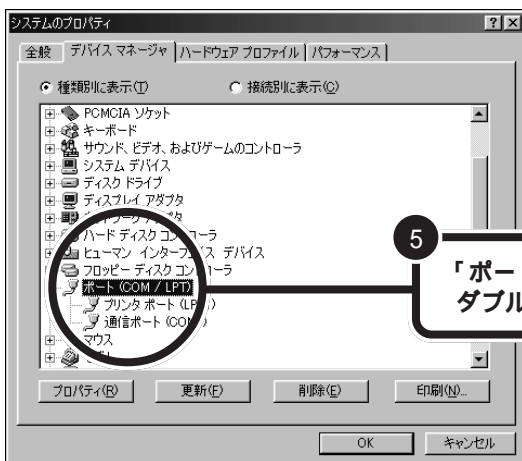 システムのプロパティ
全般 デバイス マネージャ ハードウェア プロファイル パフォーマンス
種類別に表示(T) 接続別に表示(C)
PCMCIA ソケット
キーボード
サウンド、ビデオ、およびゲームのコントローラ
システム デバイス
ディスク ドライブ
ディスプレイ アダプタ
ハード ディスク
ヒューマン インターフェイス デバイス
フロッピー ディスク コントローラ
ポート (COM / LPT)
プリンタ ポート (LP
通信ポート (COM
マウス
5
「ポー
ダブル
プロパティ(R) 更新(F) 削除(E) 印刷(N)...
OK キャンセル